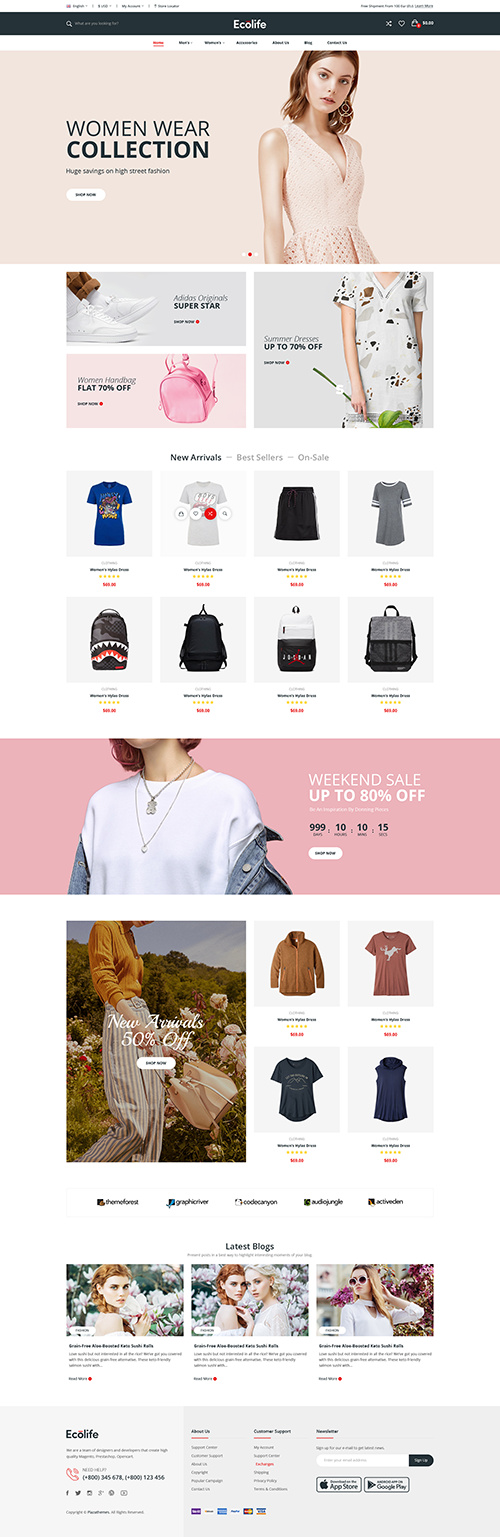 English
$ USD
My Account
Store Locator
Free Shipment From 100 Eur US.$ Learn More
What are you looking for?
Ecolife
$0.00
Home
Men's
Women's
Accessories
About Us
Blog
Contact Us
WOMEN WEAR
COLLECTION
Huge savings on high street fashion
SHOP NOW
Adidas Originals
SUPER STAR
SHOP NOW
Women Handbag
FLAT 70% OFF
SHOP NOW
Summer Dresses
UP TO 70% OFF
SHOP NOW
New Arrivals — Best Sellers — On-Sale
CLOTHING
Women's Hylax Dress
$69.00
CLOTHING
Women's Hylax Dress
$69.00
CLOTHING
Women's Hylax Dress
$69.00
CLOTHING
Women's Hylax Dress
$69.00
JORDAN
CLOTHING
Women's Hylax Dress
$69.00
CLOTHING
Women's Hylax Dress
$69.00
CLOTHING
Women's Hylax Dress
$69.00
CLOTHING
Women's Hylax Dress
$69.00
WEEKEND SALE
UP TO 80% OFF
Be An Inspiration By Donating Pieces
999 : 10 : 10 : 15
DAYS HOURS MINS SECS
SHOP NOW
New Arrivals
50% Off
SHOP NOW
CLOTHING
Women's Hylax Dress
$69.00
CLOTHING
Women's Hylax Dress
$69.00
CLOTHING
Women's Hylax Dress
$69.00
CLOTHING
Women's Hylax Dress
$69.00
themeforest
graphicriver
codecanyon
audiojungle
activeden
Latest Blogs
Present posts in a best way to highlight interesting moments of your blog.
FASHION
Grain-Free Aloe-Boosted Keto Sushi Rolls
Love sushi but not interested in all the rice? We've got you covered
with this delicious grain-free alternative. These keto-friendly
salmon sushi with...
Read More
FASHION
Grain-Free Aloe-Boosted Keto Sushi Rolls
Love sushi but not interested in all the rice? We've got you covered
with this delicious grain-free alternative. These keto-friendly
salmon sushi with...
Read More
FASHION
Grain-Free Aloe-Boosted Keto Sushi Rolls
Love sushi but not interested in all the rice? We've got you covered
with this delicious grain-free alternative. These keto-friendly
salmon sushi with...
Read More
Ecolife
We are a team of designers and developers that create high
quality Magento, Prestashop, Opencart.
NEED HELP?
(+800) 345 678, (+800) 123 456
Copyright © Plazathemes. All Rights Reserved.
About Us
Support Center
Customer Support
About Us
Copyright
Popular Campaign
Contact Us
Customer Support
My Account
Support Center
Exchanges
Shipping
Privacy Policy
Terms & Conditions
Newsletter
Sign up for our e-mail to get latest news.
Enter your email address
Sign Up
Download on the
App Store
ANDROID APP ON
Google Play
PayPal
VISA